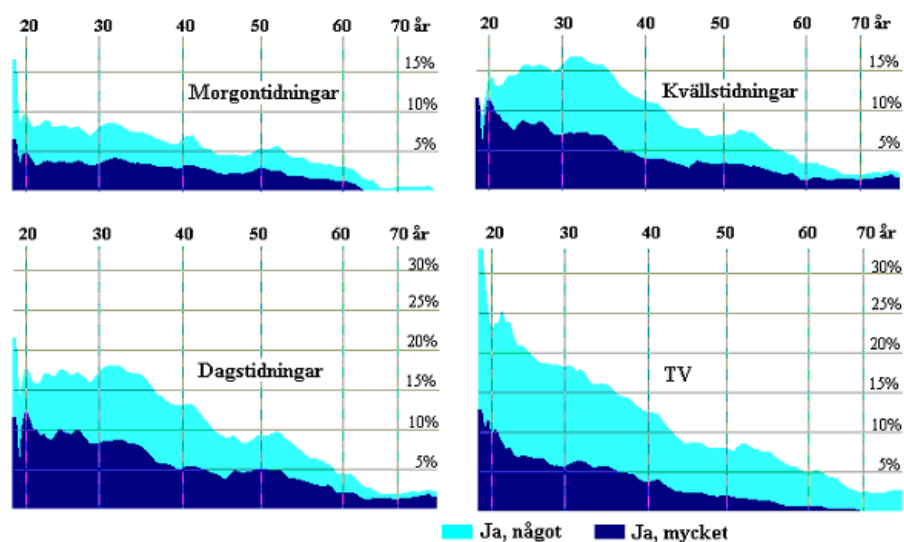 20 30 40 50 60 70 år
15%
Morgontidningar
10%
5%
20 30 40 50 60 70 år
15%
Kvällstidningar
10%
5%
20 30 40 50 60 70 år
30%
25%
20%
Dagstidningar
15%
10%
5%
20 30 40 50 60 70 år
30%
25%
20%
TV
15%
10%
5%
Ja, något Ja, mycket